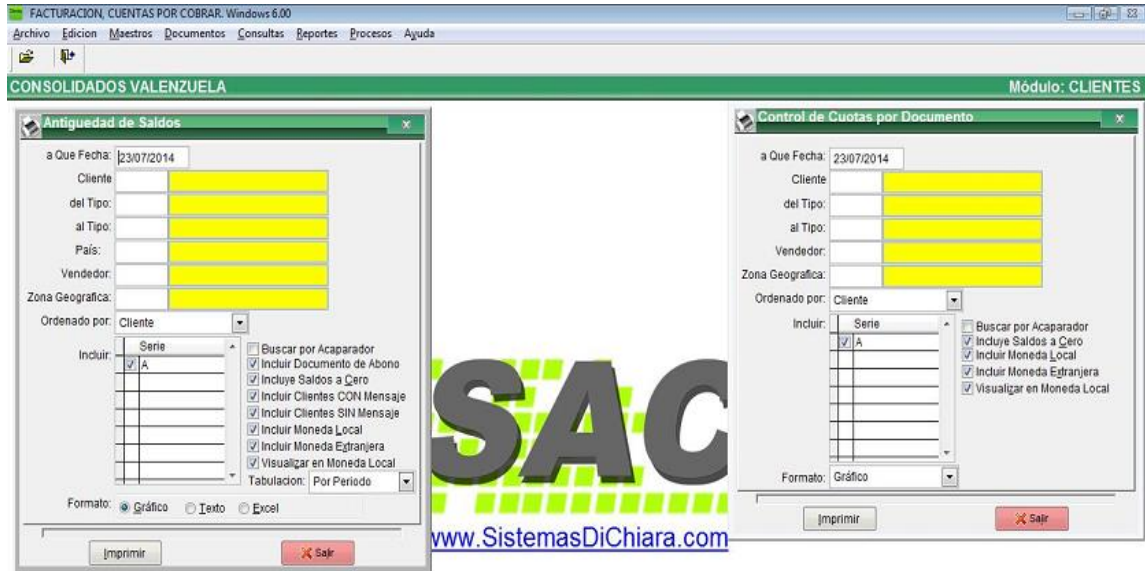 FACTURACION, CUENTAS POR COBRAR. Windows 6.00
Archivo Edicion Maestros Documentos Consultas Reportes Procesos Ayuda
CONSOLIDADOS VALENZUELA
Módulo: CLIENTES
Antiguedad de Saldos
a Que Fecha: 23/07/2014
Cliente
del Tipo:
al Tipo:
País:
Vendedor:
Zona Geografica:
Ordenado por: Cliente
Incluir:
Serie
A
Buscar por Acaparador
Incluir Documento de Abono
Incluye Saldos a Cero
Incluir Clientes CON Mensaje
Incluir Clientes SIN Mensaje
Incluir Moneda Local
Incluir Moneda Extranjera
Visualizar en Moneda Local
Tabulacion: Por Periodo
Formato: Gráfico Texto Excel
Imprimir Salir
SAC
www.SistemasDiChiara.com
Control de Cuotas por Documento
a Que Fecha: 23/07/2014
Cliente
del Tipo:
al Tipo:
Vendedor:
Zona Geografica:
Ordenado por: Cliente
Incluir:
Serie
A
Buscar por Acaparador
Incluye Saldos a Cero
Incluir Moneda Local
Incluir Moneda Extranjera
Visualizar en Moneda Local
Formato: Gráfico
Imprimir Salir